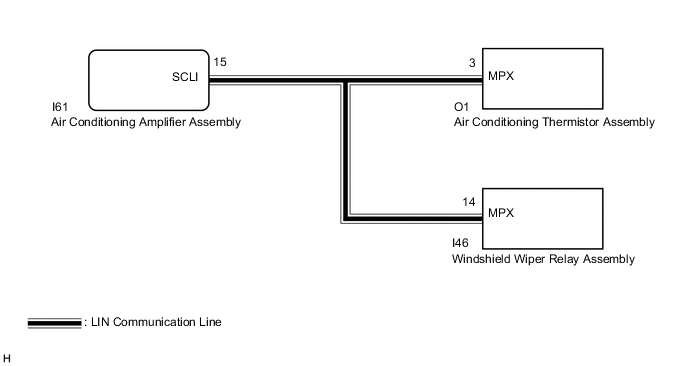 15
SCLI
I61
Air Conditioning Amplifier Assembly
3
MPX
O1
Air Conditioning Thermistor Assembly
14
MPX
I46
Windshield Wiper Relay Assembly
: LIN Communication Line
H